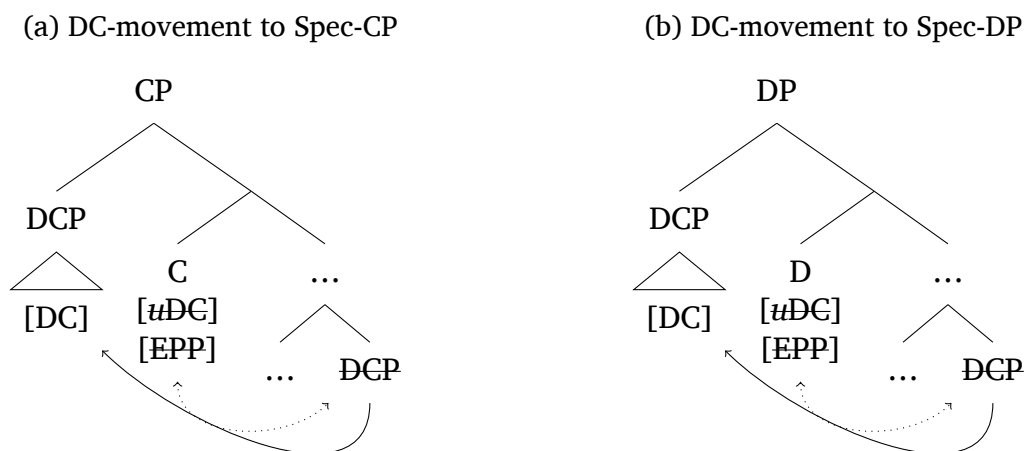 (a) DC-movement to Spec-CP
CP
DCP
[DC]
C
[uDC]
[EPP]
...
...
DCP
(b) DC-movement to Spec-DP
DP
DCP
[DC]
D
[uDC]
[EPP]
...
...
DCP